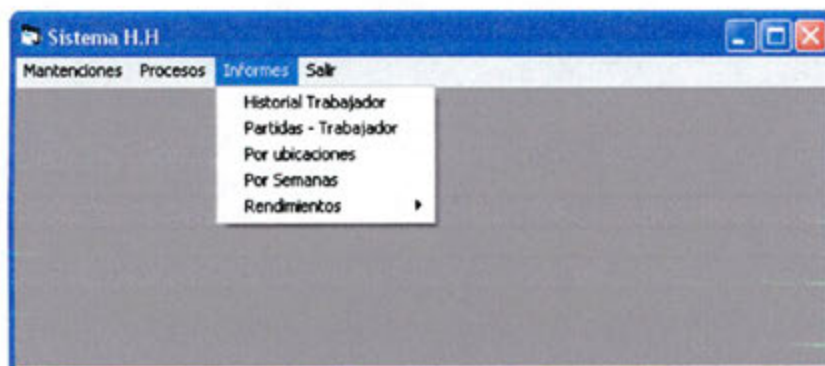 Sistema H.H
Mantenciones Procesos Informes Salir
Historial Trabajador
Partidas - Trabajador
Por ubicaciones
Por Semanas
Rendimientos